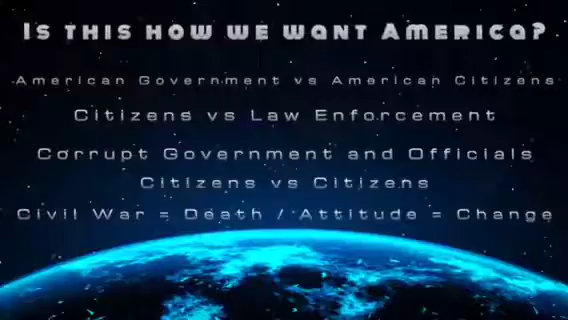 Is this how we want America?
American Government vs American Citizens
Citizens vs Law Enforcement
Corrupt Government and Officials
Citizens vs Citizens
Civil War = Death / Attitude = Change